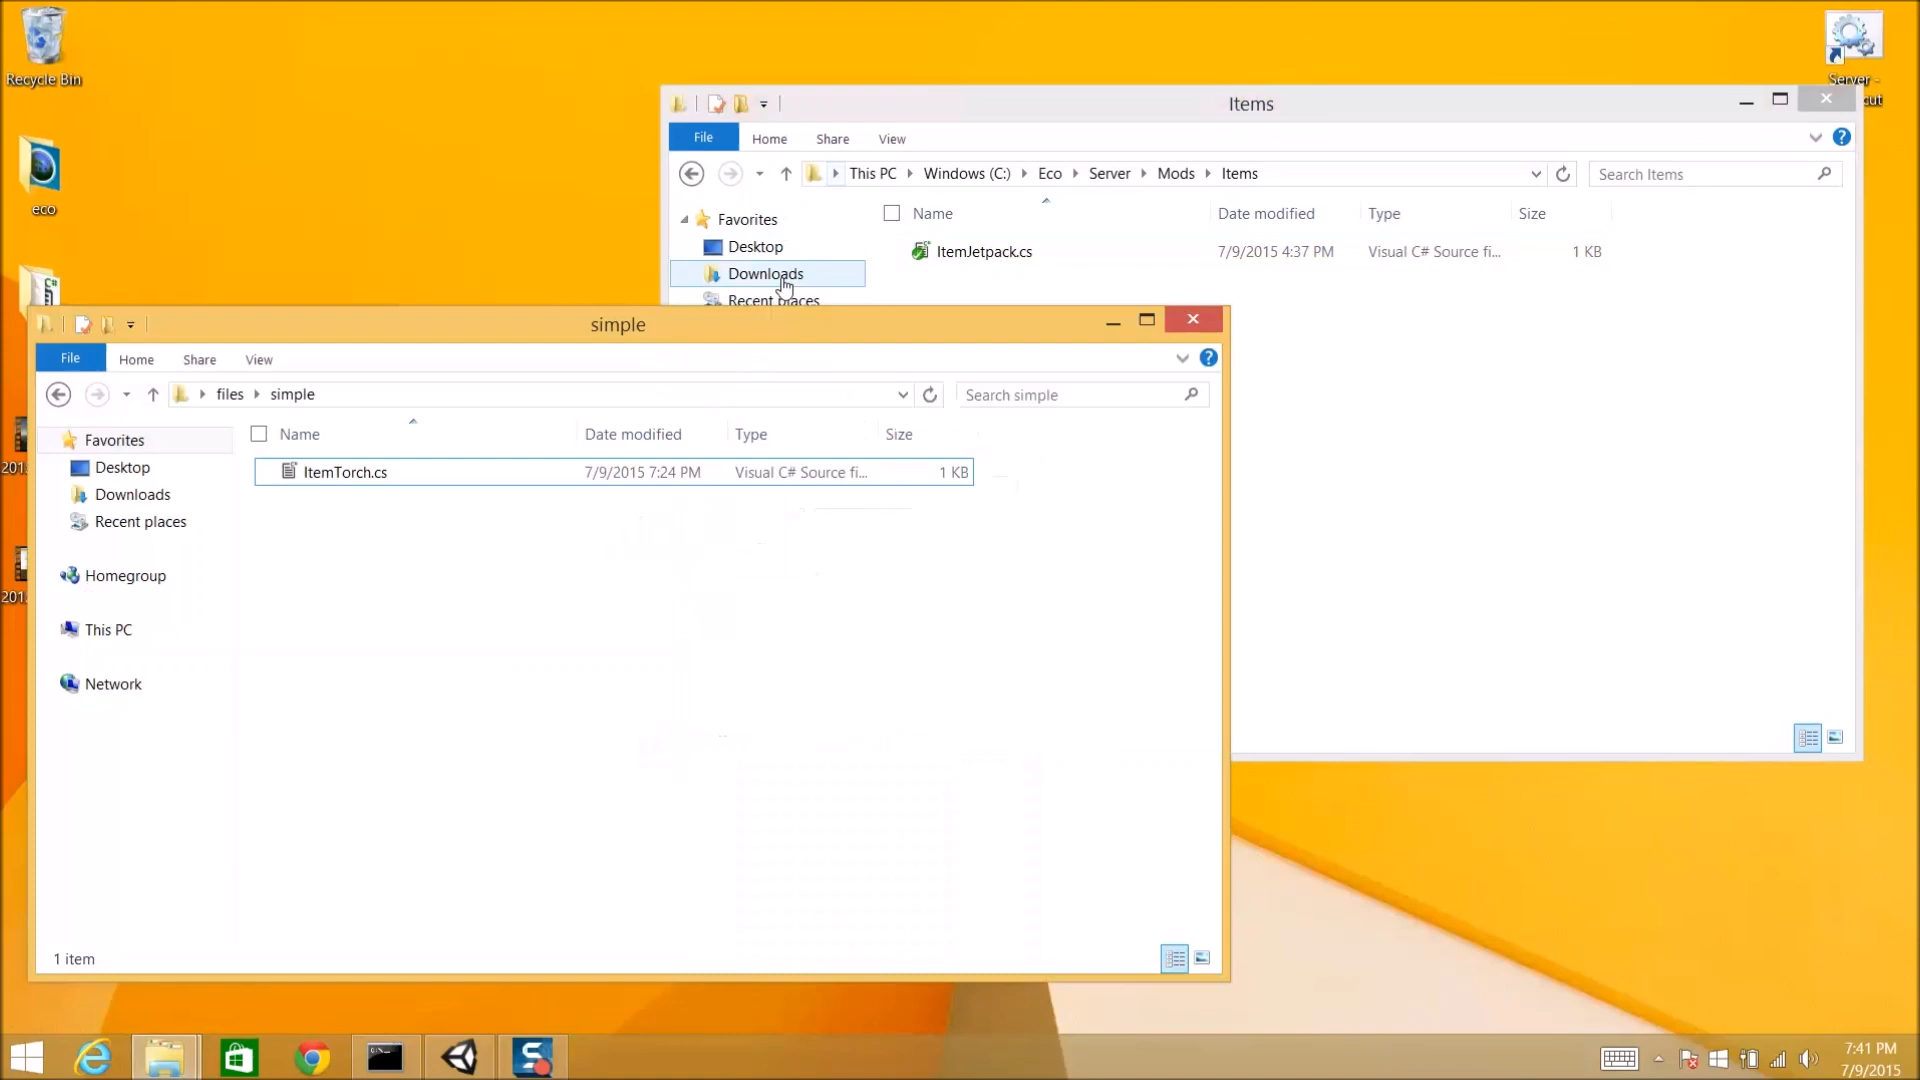 Recycle Bin
eco
Server -
cut
Items
File Home Share View
This PC Windows (C:) Eco Server Mods Items
Search Items
Name Date modified Type Size
Favorites
Desktop
Downloads
Recent places
ItemJetpack.cs 7/9/2015 4:37 PM Visual C# Source fi... 1 KB
simple
File Home Share View
files simple
Search simple
Name Date modified Type Size
Favorites
Desktop
Downloads
Recent places
Homegroup
This PC
Network
ItemTorch.cs 7/9/2015 7:24 PM Visual C# Source fi... 1 KB
1 item
C#
201
201
7:41 PM
7/9/2015